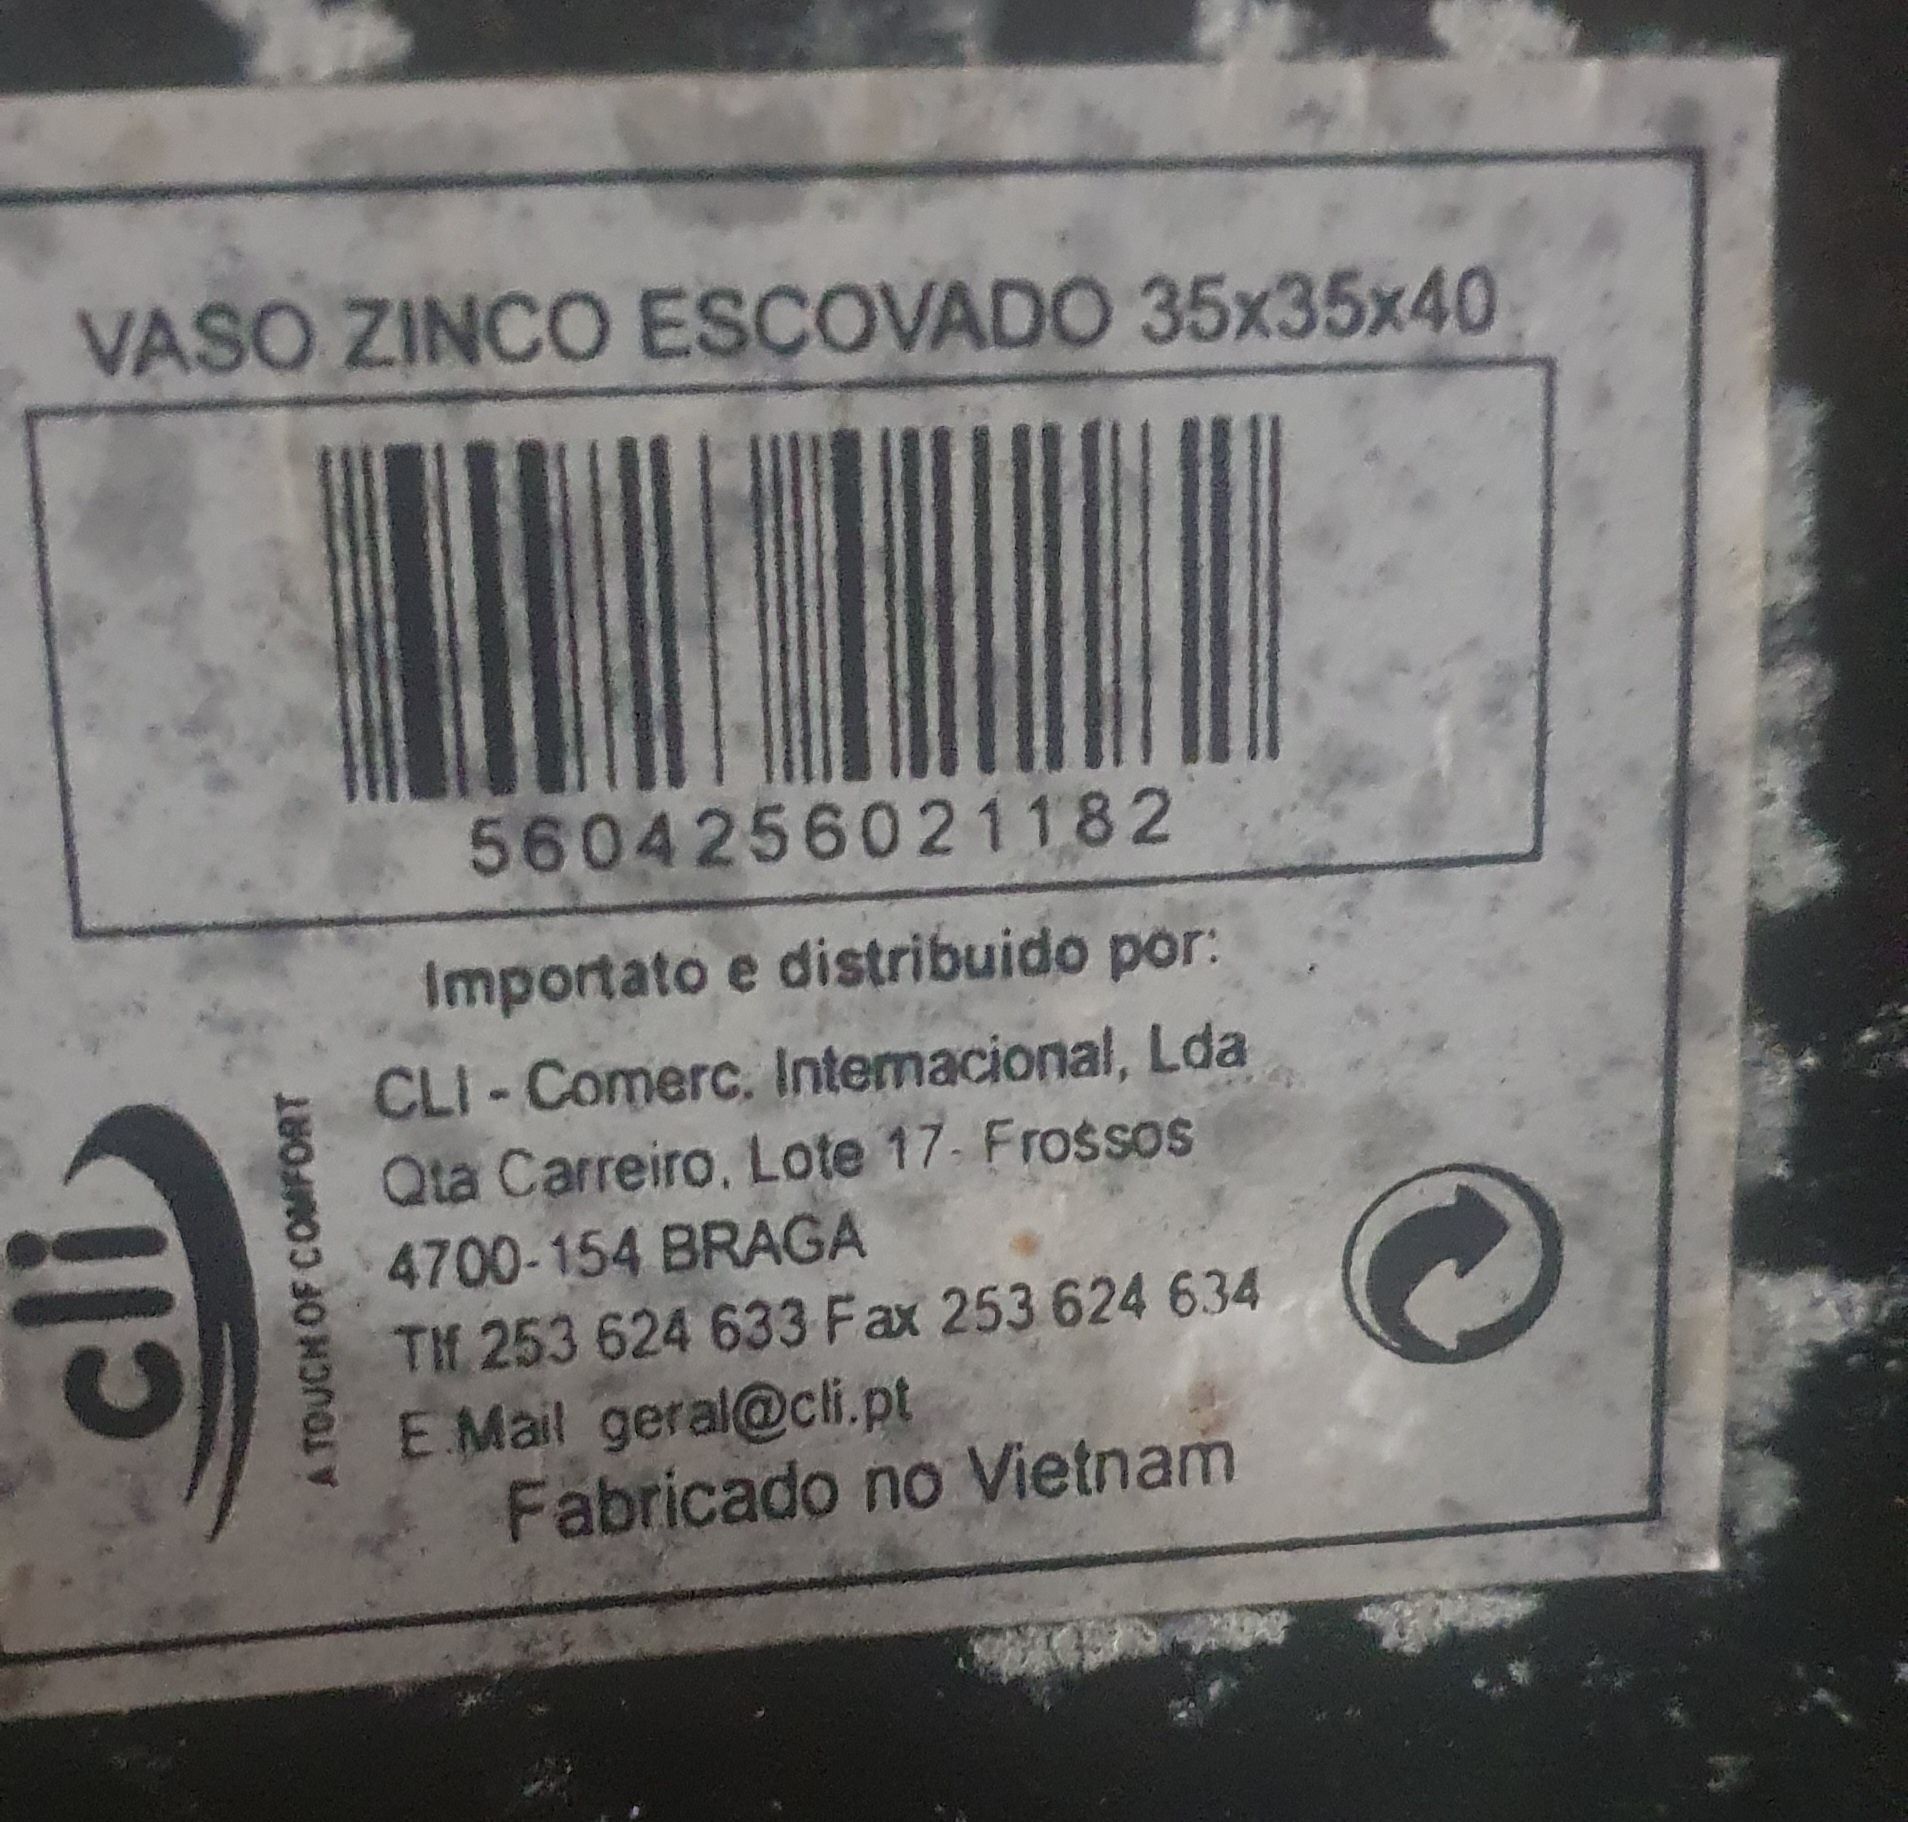 VASO ZINCO ESCOVADO 35x35x40
5604256021182
Importato e distribuido por:
CLI - Comerc. Internacional, Lda
Qta Carreiro, Lote 17- Frossos
4700-154 BRAGA
Tlf 253 624 633 Fax 253 624 634
E.Mail geral@cli.pt
Fabricado no Vietnam
cli
A TOUCH OF COMFORT